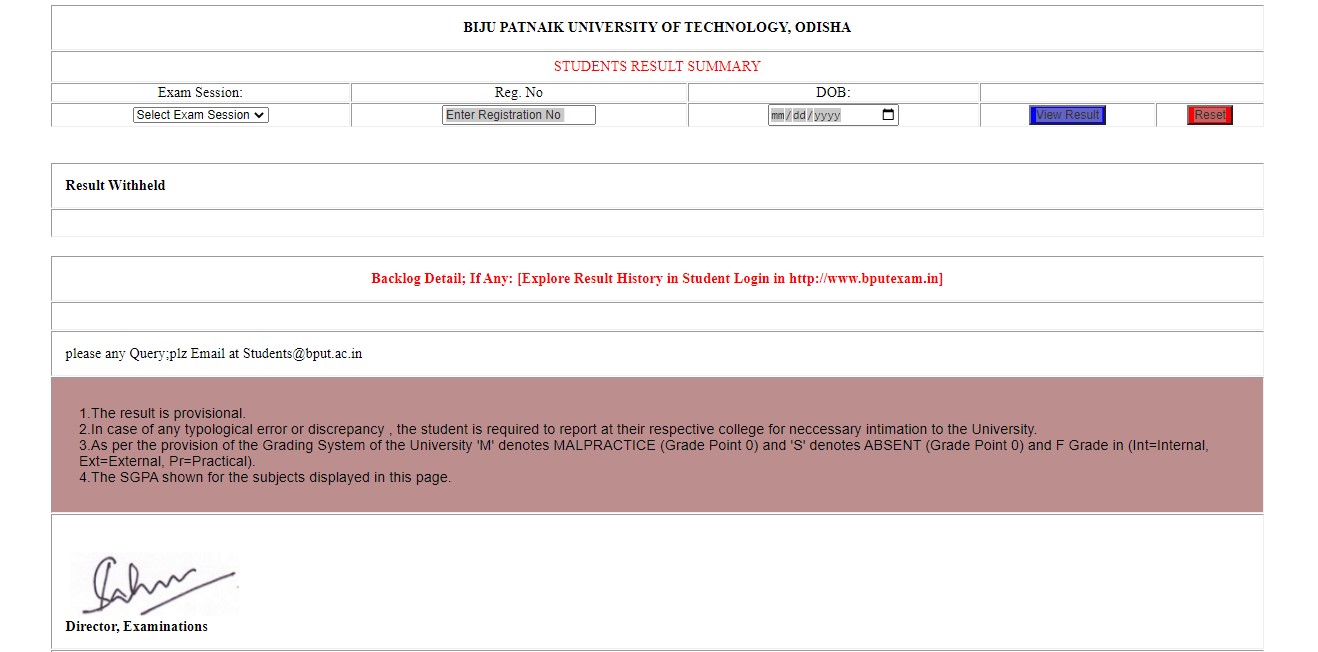 BIJU PATNAIK UNIVERSITY OF TECHNOLOGY, ODISHA
STUDENTS RESULT SUMMARY
Exam Session: Reg. No DOB:
Select Exam Session Enter Registration No mm/dd/yyyy View Result Reset
Result Withheld
Backlog Detail; If Any: [Explore Result History in Student Login in http://www.bputexam.in]
please any Query;plz Email at Students@bput.ac.in
1.The result is provisional.
2.In case of any typological error or discrepancy , the student is required to report at their respective college for neccessary intimation to the University.
3.As per the provision of the Grading System of the University 'M' denotes MALPRACTICE (Grade Point 0) and 'S' denotes ABSENT (Grade Point 0) and F Grade in (Int=Internal,
Ext=External, Pr=Practical).
4.The SGPA shown for the subjects displayed in this page.
Director, Examinations